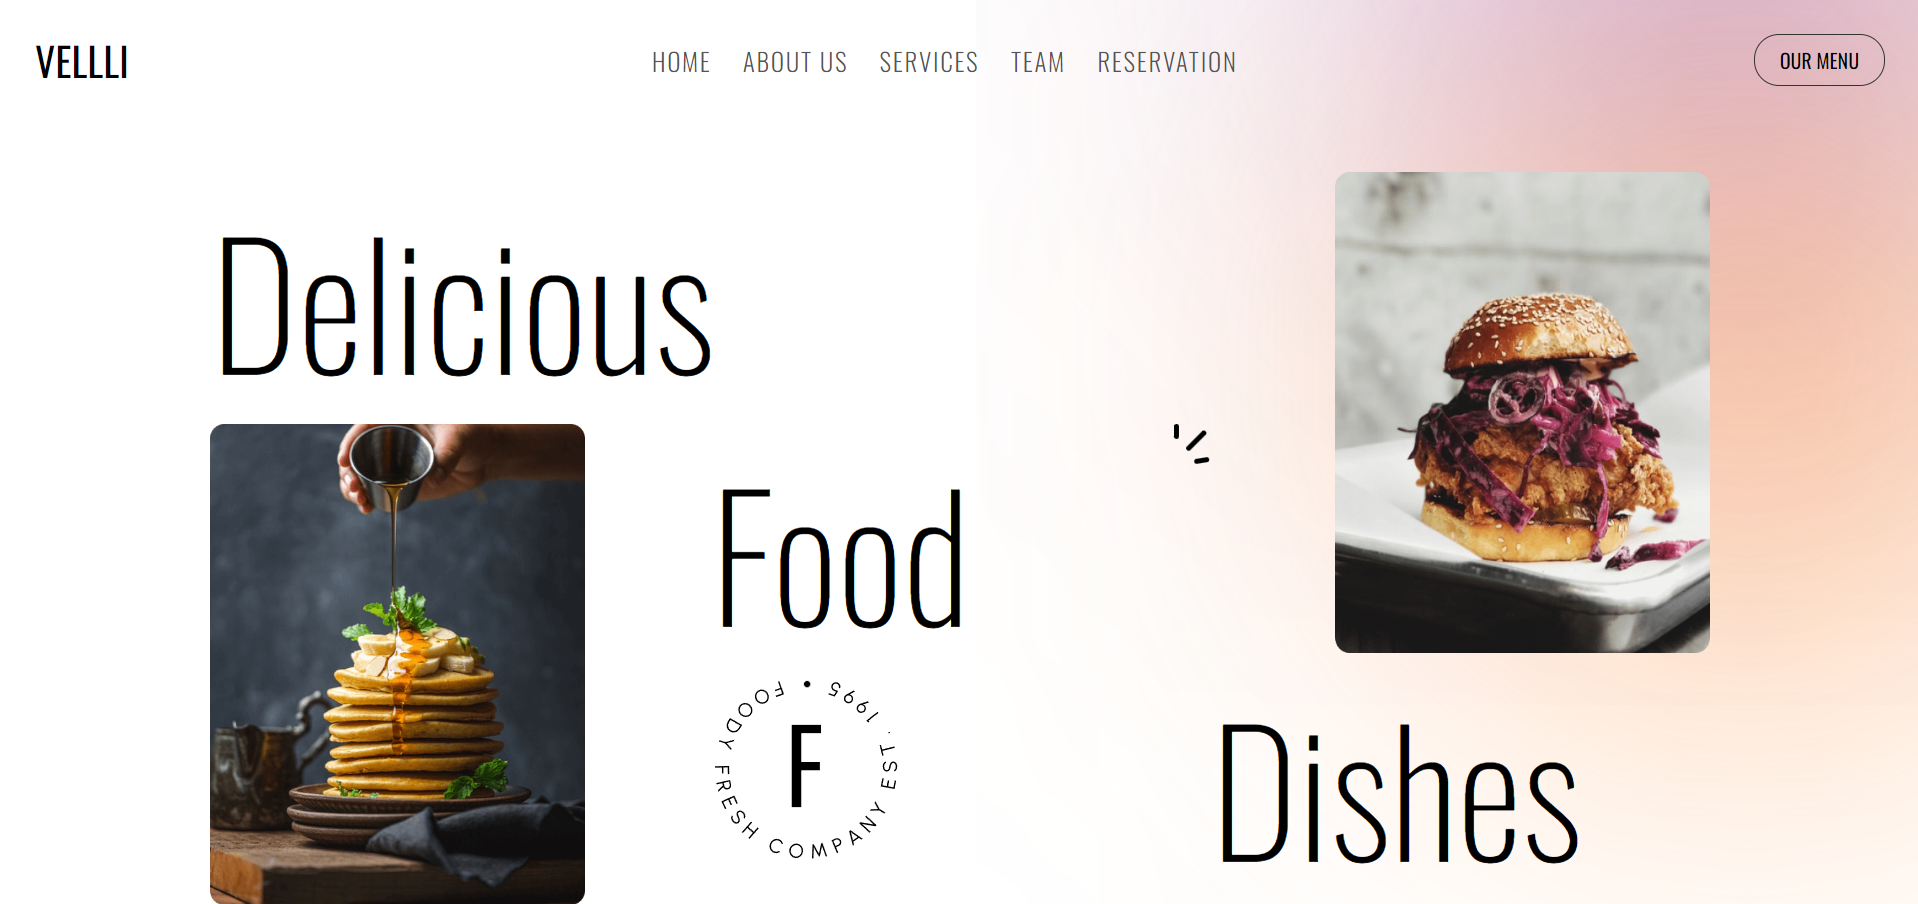 VELLLI
HOME ABOUT US SERVICES TEAM RESERVATION
OUR MENU
Delicious
Food
Dishes
FOODY FRESH COMPANY EST . 1995 •
F